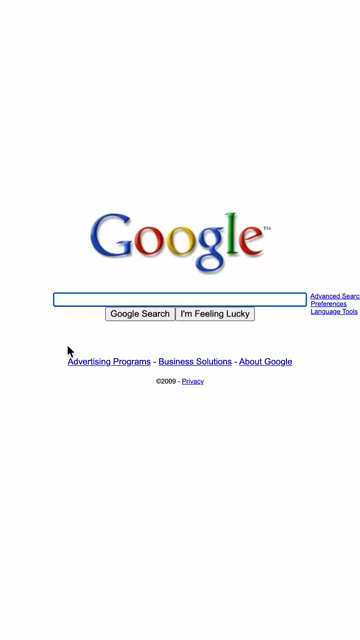 Google™
Advanced Searc
Preferences
Language Tools
Google Search I'm Feeling Lucky
Advertising Programs - Business Solutions - About Google
©2009 - Privacy